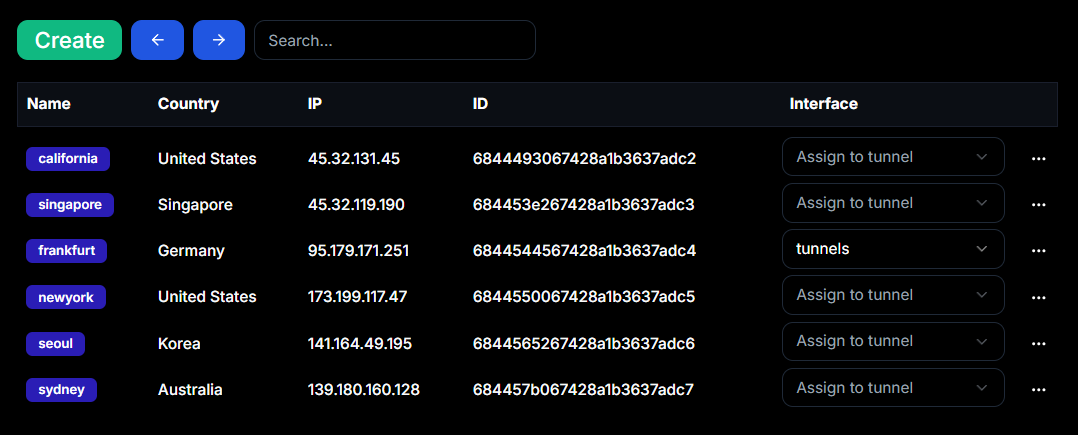 Create ← → Search...
Name Country IP ID Interface
california United States 45.32.131.45 6844493067428a1b3637adc2 Assign to tunnel ...
singapore Singapore 45.32.119.190 684453e267428a1b3637adc3 Assign to tunnel ...
frankfurt Germany 95.179.171.251 6844544567428a1b3637adc4 tunnels ...
newyork United States 173.199.117.47 6844550067428a1b3637adc5 Assign to tunnel ...
seoul Korea 141.164.49.195 6844565267428a1b3637adc6 Assign to tunnel ...
sydney Australia 139.180.160.128 684457b067428a1b3637adc7 Assign to tunnel ...